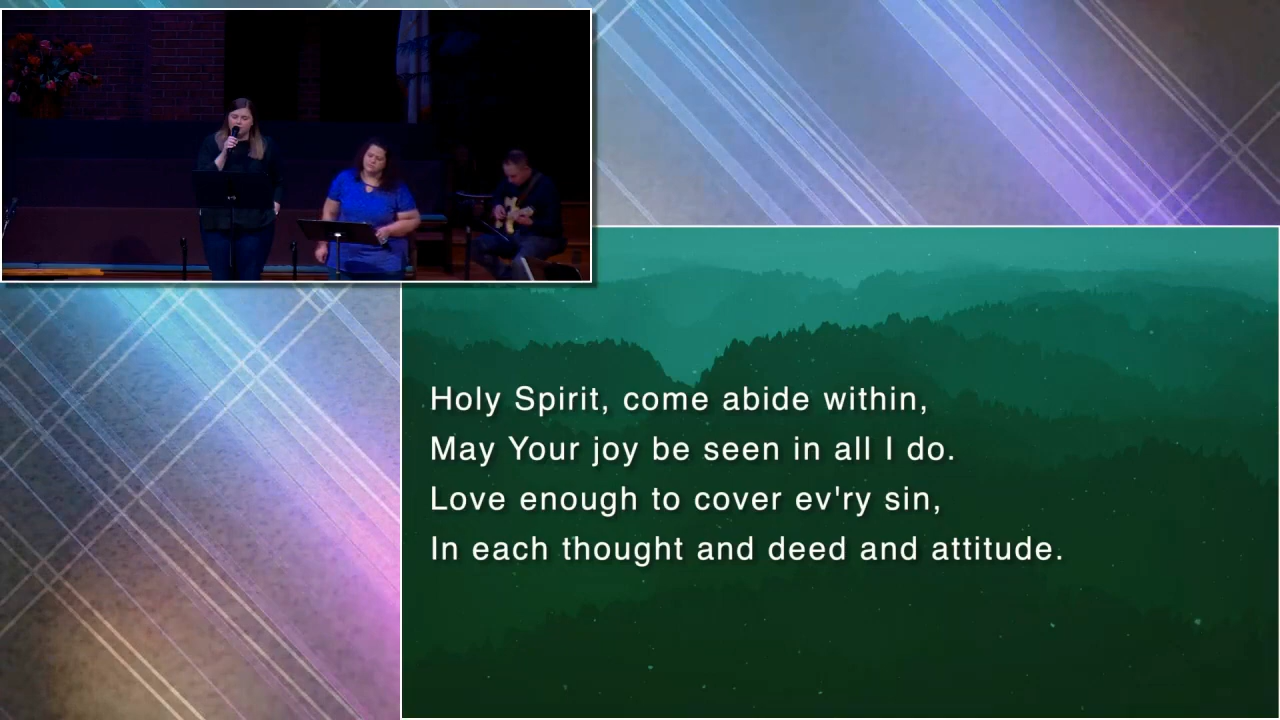 Holy Spirit, come abide within,
May Your joy be seen in all I do.
Love enough to cover ev'ry sin,
In each thought and deed and attitude.